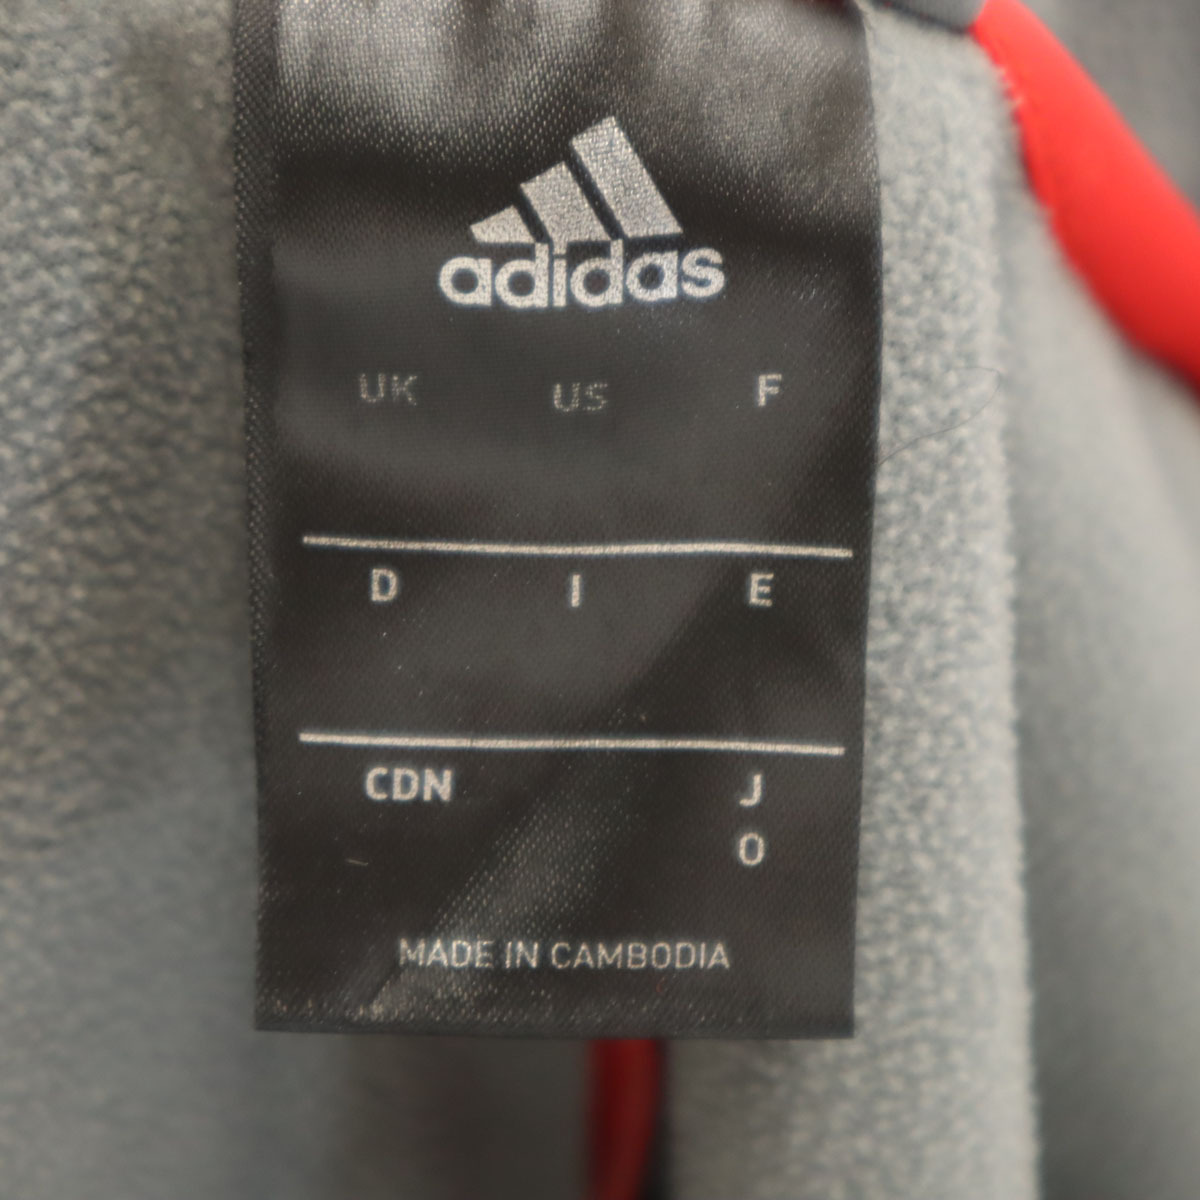 adidas
UK US F
D I E
CDN J
O
MADE IN CAMBODIA